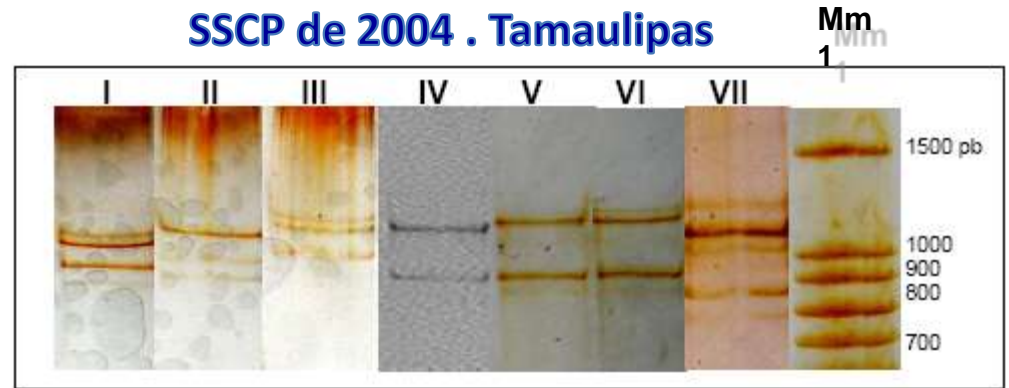 SSCP de 2004 . Tamaulipas
Mm
1
I II III IV V VI VII
1500 pb
1000
900
800
700